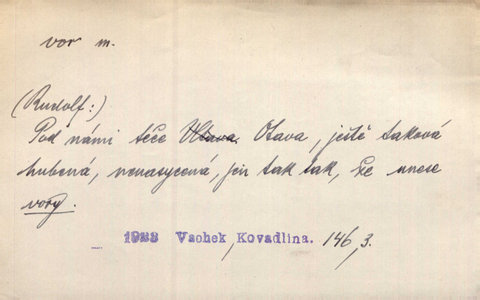 vor m.
(Rudolf:)
Pod námi teče Vltava Otava, ještě taková
hubená, nenasycená, jen tak tak, že unese
vory.
1933 Vachek, Kovadlina. 146,3.